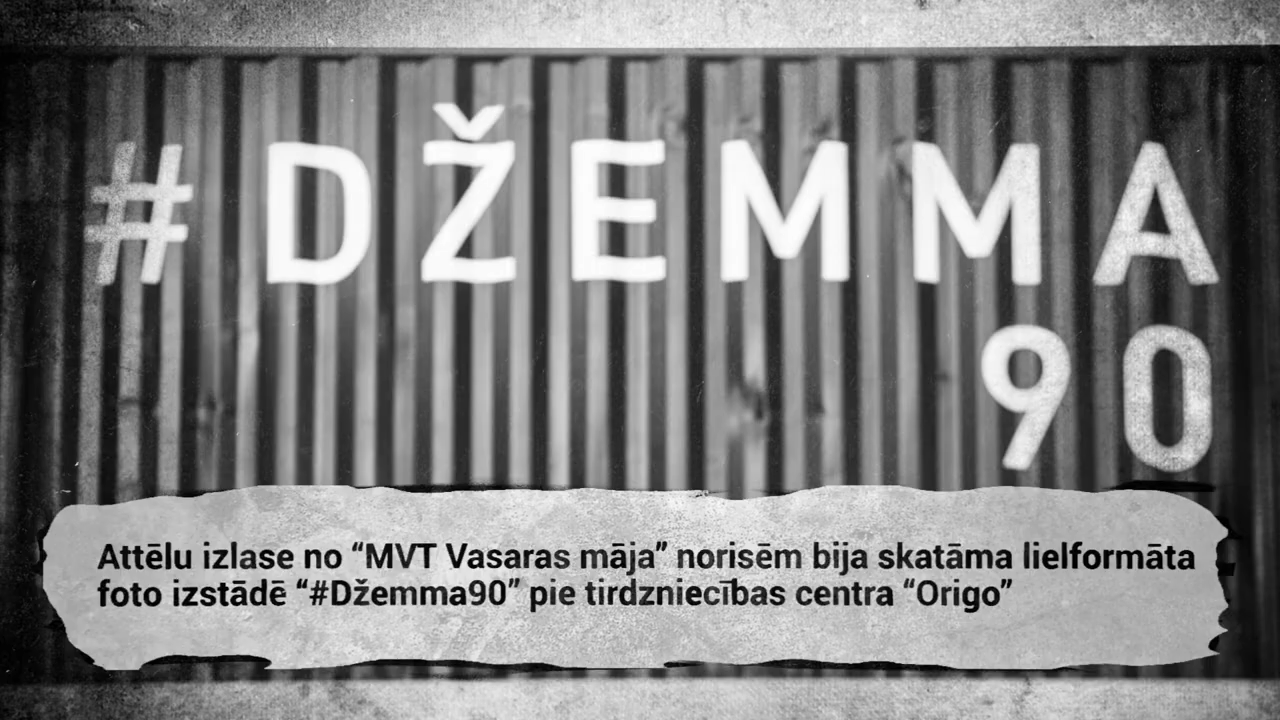 #DŽEMMA
90
Attēlu izlase no “MVT Vasaras māja” norisēm bija skatāma lielformāta
foto izstādē “#Džemma90” pie tirdzniecības centra “Origo”